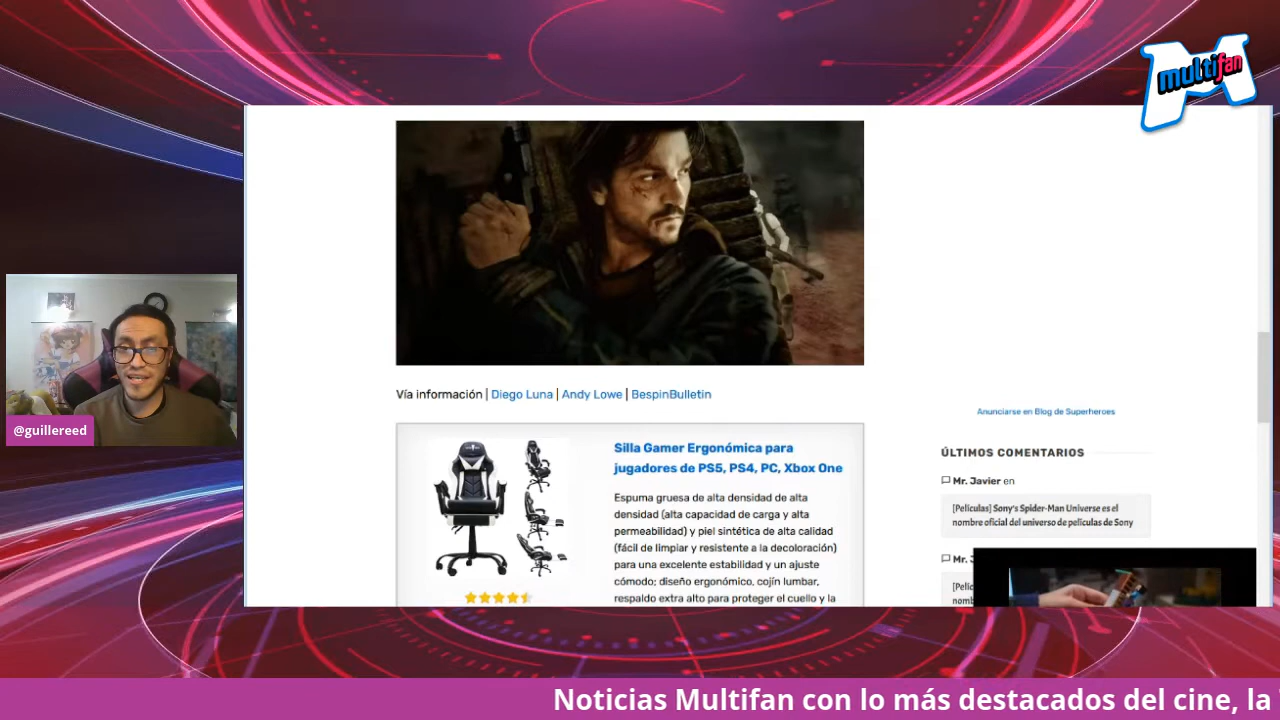 multifan
Vía información | Diego Luna | Andy Lowe | BespinBulletin
Silla Gamer Ergonómica para
jugadores de PS5, PS4, PC, Xbox One
Espuma gruesa de alta densidad de alta
densidad (alta capacidad de carga y alta
permeabilidad) y piel sintética de alta calidad
(fácil de limpiar y resistente a la decoloración)
para una excelente estabilidad y un ajuste
cómodo; diseño ergonómico, cojín lumbar,
respaldo extra alto para proteger el cuello y la
Anunciarse en Blog de Superheroes
ÚLTIMOS COMENTARIOS
Mr. Javier en
[Películas] Sony's Spider-Man Universe es el
nombre oficial del universo de películas de Sony
Mr. J
[Pelíc
nomb
@guillereed
Noticias Multifan con lo más destacados del cine, la